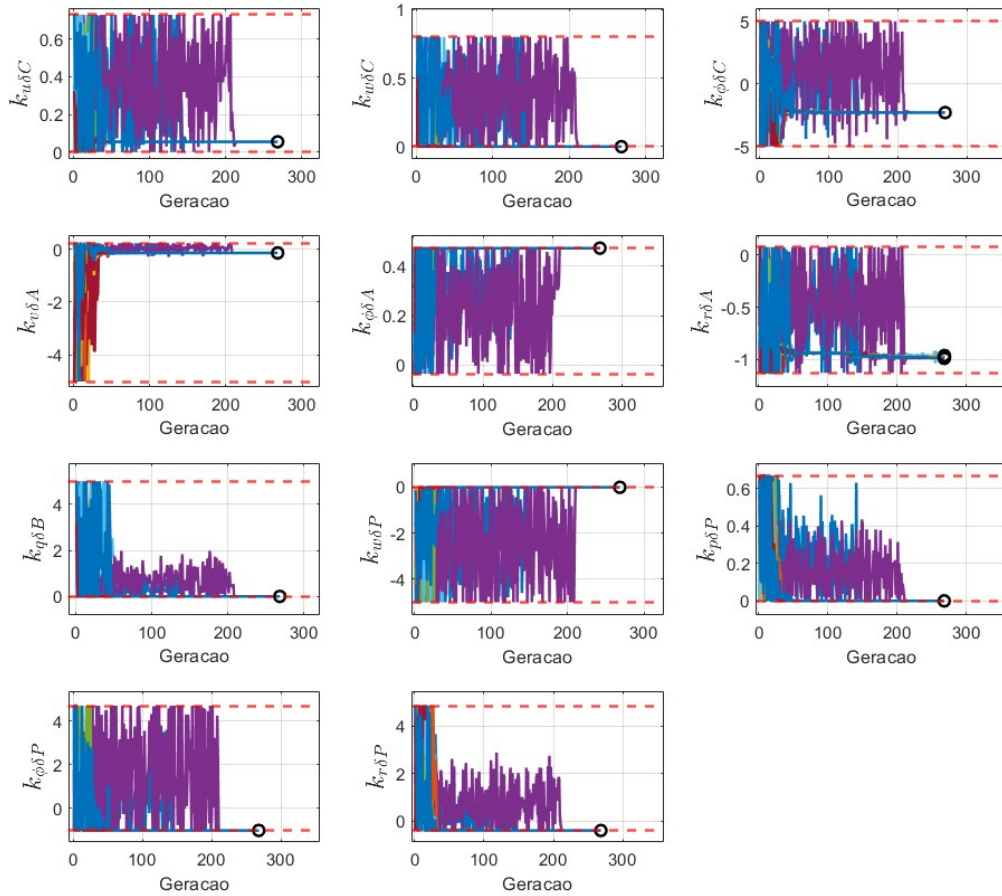 k_{uδC}
0.6
0.4
0.2
0
0 100 200 300
Geracao
k_{wδC}
1
0.5
0
0 100 200 300
Geracao
k_{ϕδC}
5
0
-5
0 100 200 300
Geracao
k_{vδA}
0
-2
-4
0 100 200 300
Geracao
k_{ϕδA}
0.4
0.2
0
0 100 200 300
Geracao
k_{rδA}
0
-0.5
-1
0 100 200 300
Geracao
k_{qδB}
4
2
0
0 100 200 300
Geracao
k_{wδP}
0
-2
-4
0 100 200 300
Geracao
k_{pδP}
0.6
0.4
0.2
0
0 100 200 300
Geracao
k_{ϕδP}
4
2
0
0 100 200 300
Geracao
k_{rδP}
4
2
0
0 100 200 300
Geracao